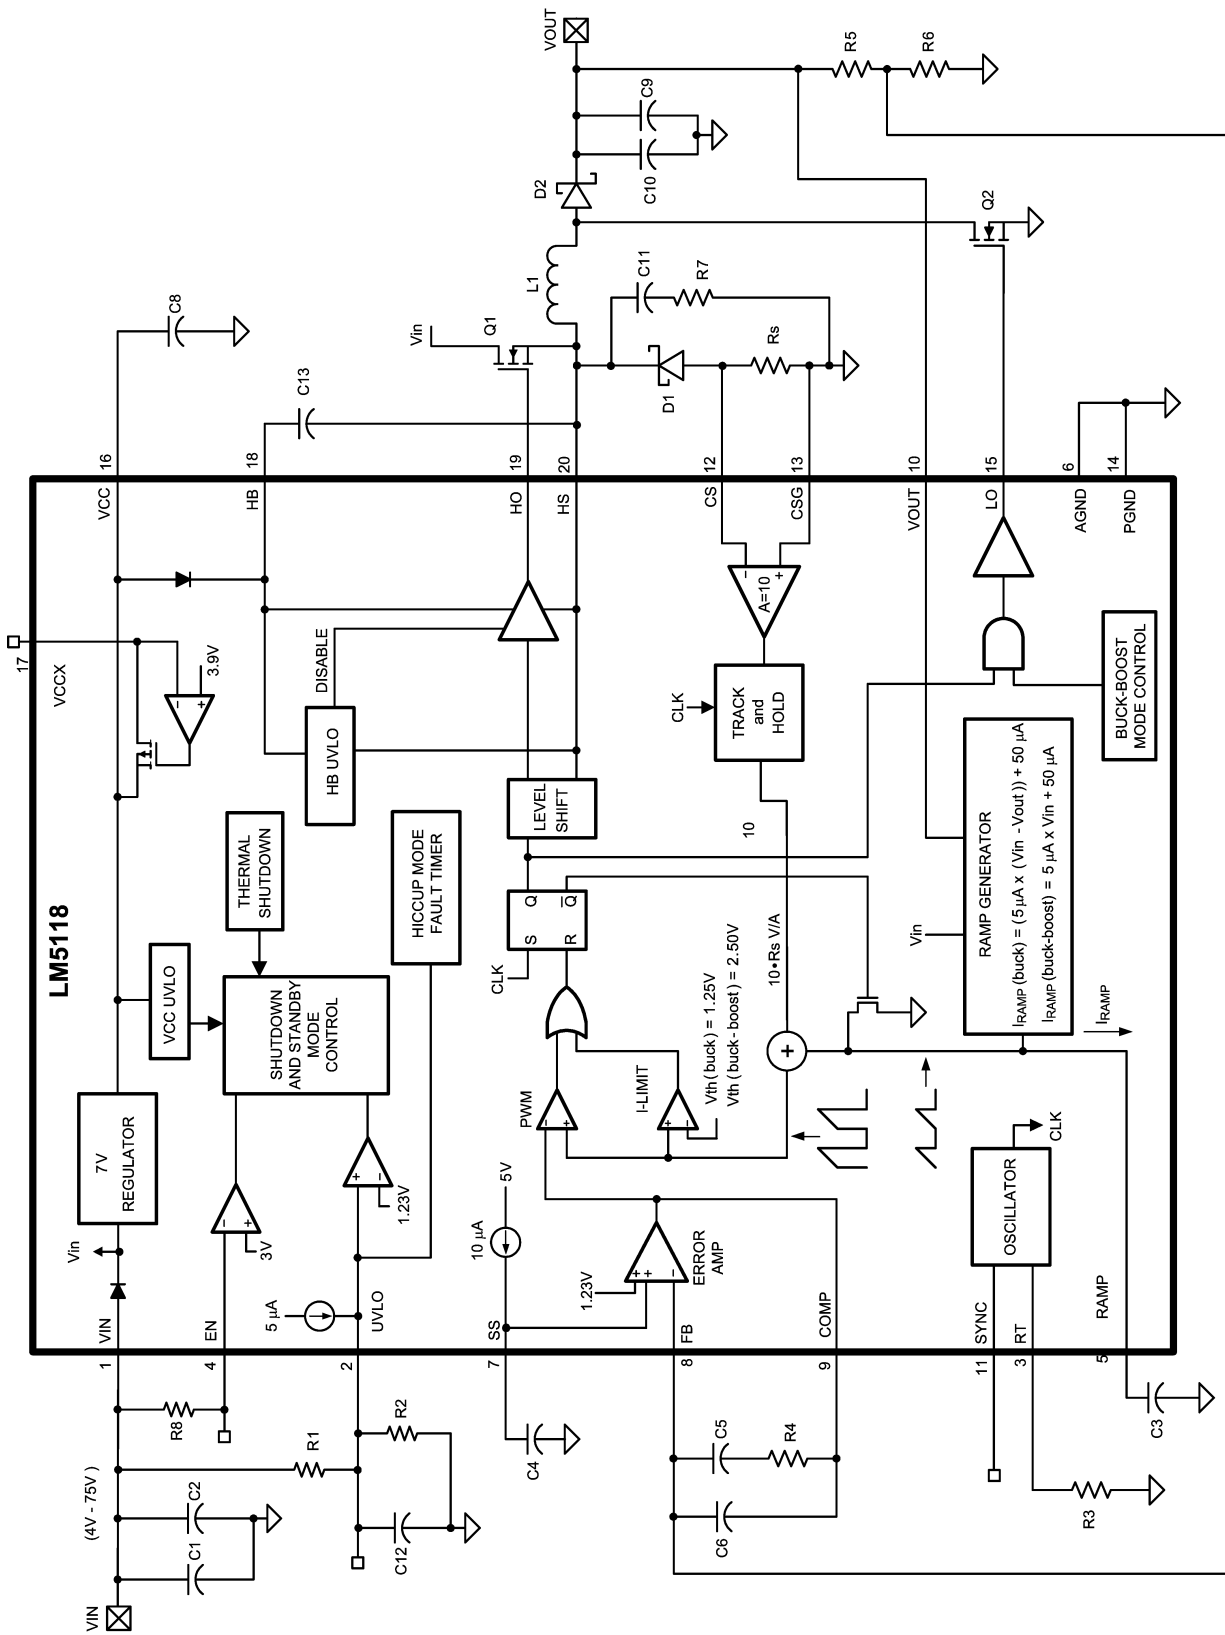 LM5118
VIN
(4V - 75V )
C1
C2
R8
R1
C12
R2
1
VIN
4
EN
2
UVLO
Vin
7V
REGULATOR
3V
5 µA
1.23V
VCC UVLO
SHUTDOWN
AND STANDBY
MODE
CONTROL
THERMAL
SHUTDOWN
HICCUP MODE
FAULT TIMER
17
VCCX
3.9V
DISABLE
HB UVLO
VCC
16
C8
HB
18
C13
HO
19
HS
20
Vin
Q1
L1
D2
VOUT
C10
C9
R5
R6
C11
R7
D1
Rs
CS
12
CSG
13
VOUT
10
LO
15
Q2
AGND
6
PGND
14
LEVEL
SHIFT
S
Q
R
Q
CLK
PWM
–
+
I-LIMIT
+
–
Vth( buck) = 1.25V
Vth( buck - boost) = 2.50V
10•Rs V/A
10
TRACK
and
HOLD
CLK
A=10
–
+
+
7
SS
10 µA
5V
C4
8
FB
1.23V
ERROR
AMP
9
COMP
C5
R4
C6
11
SYNC
3
RT
R3
5
RAMP
C3
OSCILLATOR
CLK
Vin
RAMP GENERATOR
IRAMP (buck) = ( 5 µA x (Vin - Vout )) + 50 µA
IRAMP (buck-boost) = 5 µA x Vin + 50 µA
IRAMP
BUCK-BOOST
MODE CONTROL